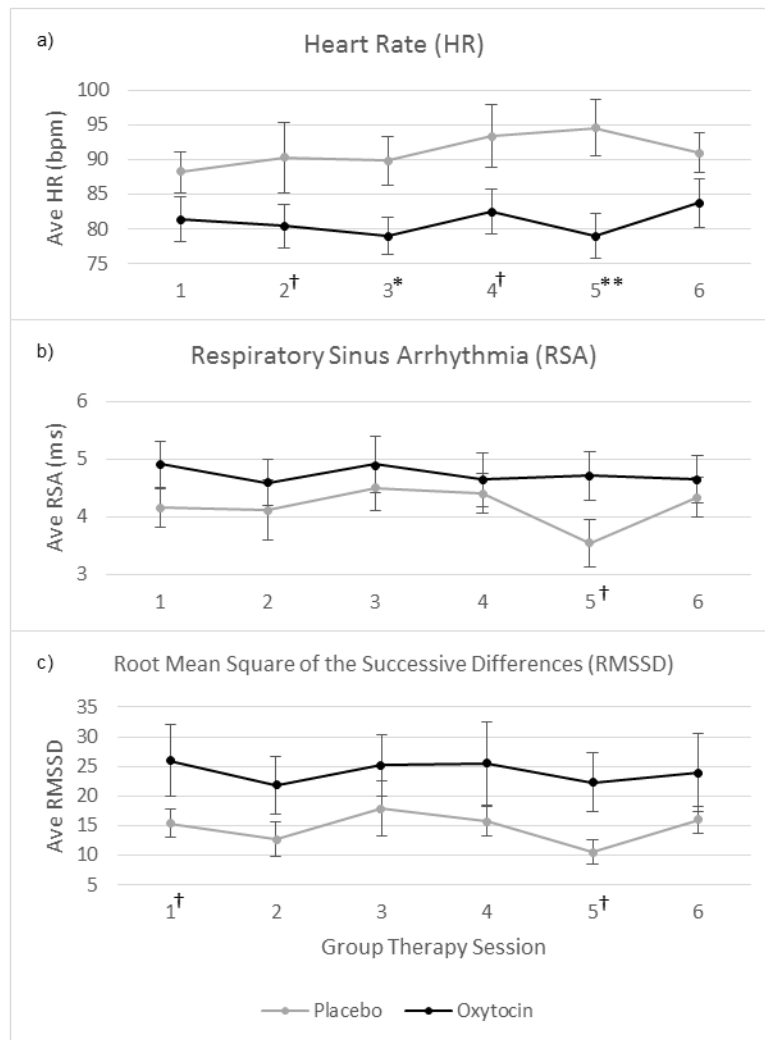 a)
Heart Rate (HR)
Ave HR (bpm)
100
95
90
85
80
75
1 2† 3* 4† 5** 6
b)
Respiratory Sinus Arrhythmia (RSA)
Ave RSA (ms)
6
5
4
3
1 2 3 4 5† 6
c)
Root Mean Square of the Successive Differences (RMSSD)
Ave RMSSD
35
30
25
20
15
10
5
1† 2 3 4 5† 6
Group Therapy Session
Placebo Oxytocin